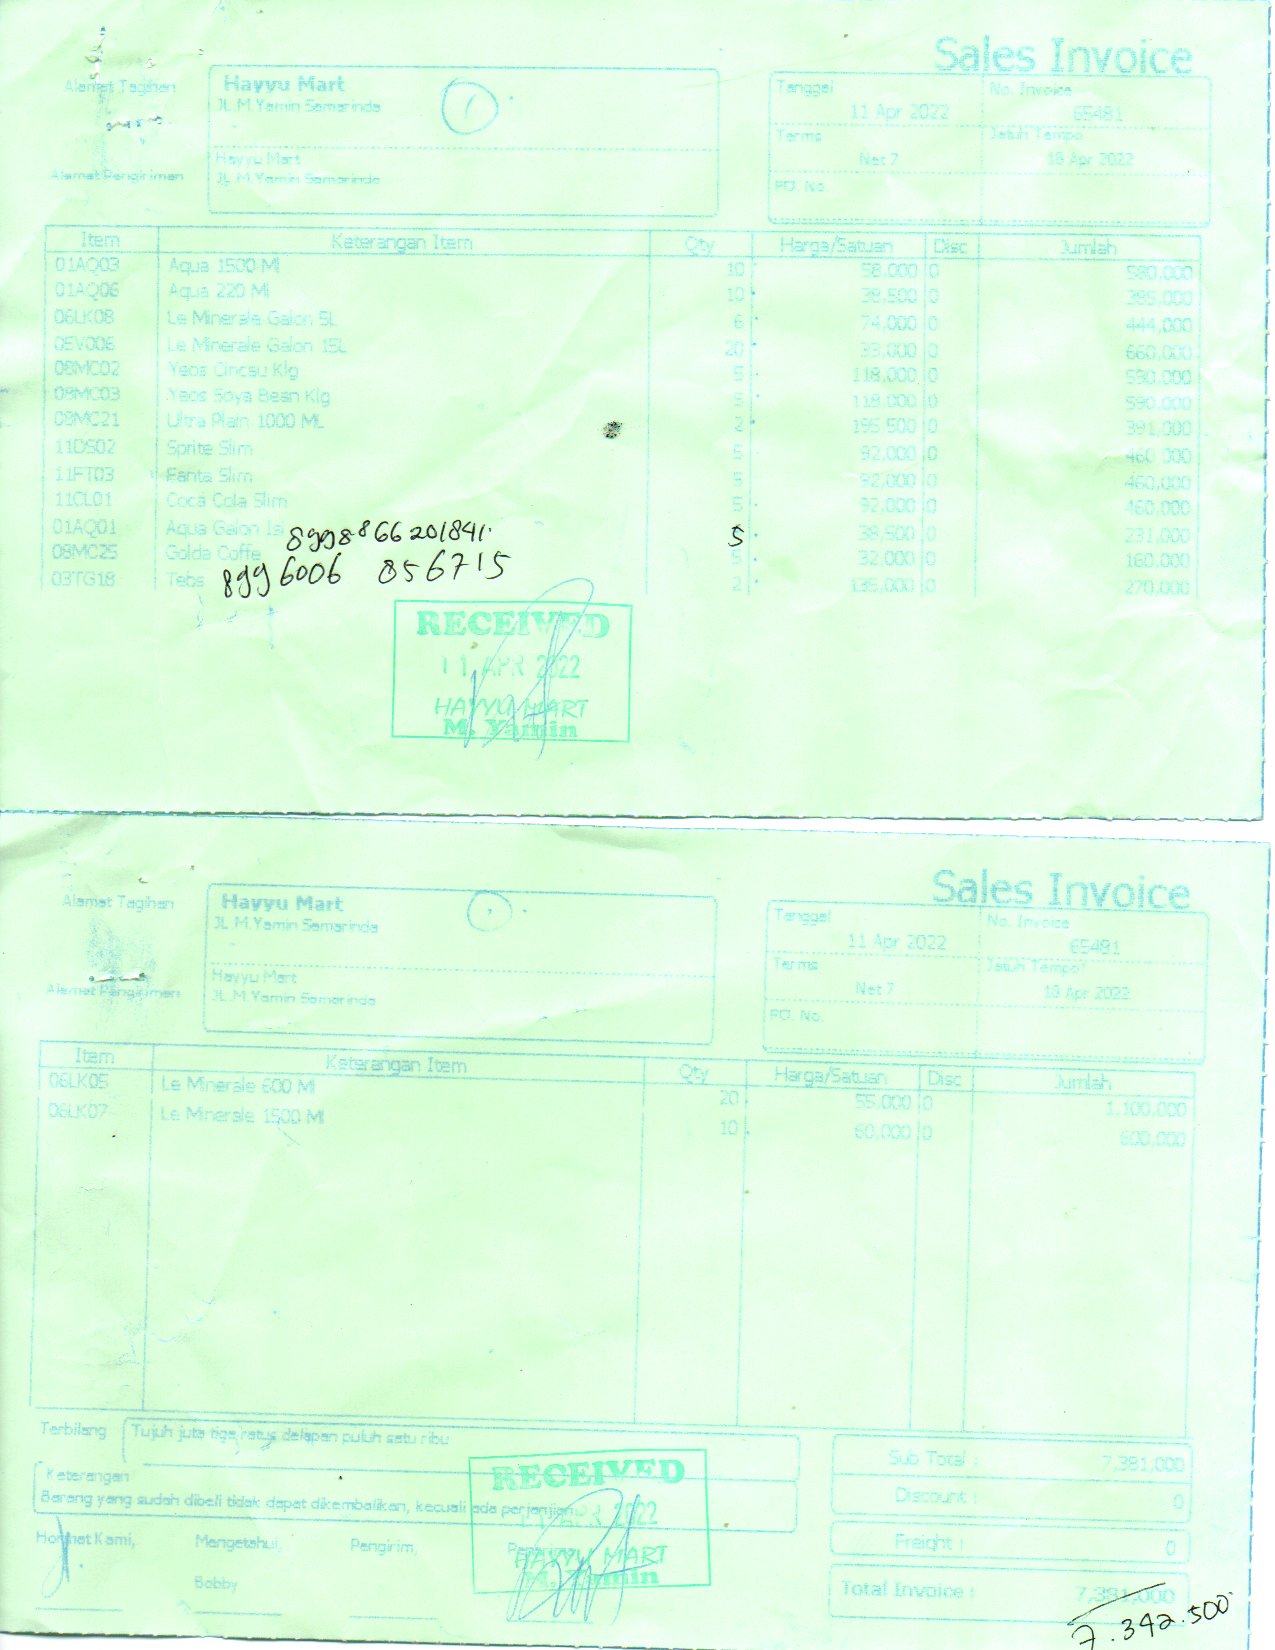 Sales Invoice
Alamat Tagihan
Hayyu Mart
JL. M.Yamin Samarinda
1
Hayyu Mart
JL. M.Yamin Samarinda
Alamat Pengiriman
Tanggal
11 Apr 2022
No. Invoice
65481
Terms
Net 7
Jatuh Tempo
18 Apr 2022
PO. No.
Item Keterangan Item Qty Harga/Satuan Disc Jumlah
01AQ03 Aqua 1500 Ml 10 58,000 0 580,000
01AQ06 Aqua 220 Ml 10 38,500 0 385,000
06LK08 Le Minerale Galon 5L 6 74,000 0 444,000
05V006 Le Minerale Galon 15L 20 33,000 0 660,000
08MC02 Yeos Cincau Klg 5 118,000 0 590,000
08MC03 Yeos Soya Bean Klg 5 118,000 0 590,000
08MC21 Ultra Plain 1000 ML 2 195,500 0 391,000
11DS02 Sprite Slim 5 92,000 0 460,000
11FT03 Fanta Slim 5 92,000 0 460,000
11CL01 Coca Cola Slim 5 92,000 0 460,000
01AQ01 Aqua Galon Isi 5 38,500 0 231,000
8998866201841
08MC25 Golda Coffe 5 32,000 0 160,000
03TG18 Tebs 2 135,000 0 270,000
8996006 856715
RECEIVED
11 APR 2022
HAYYU MART
M. Yamin
Sales Invoice
Alamat Tagihan
Hayyu Mart
JL. M.Yamin Samarinda
Hayyu Mart
JL. M.Yamin Samarinda
Alamat Pengiriman
Tanggal
11 Apr 2022
No. Invoice
65481
Terms
Net 7
Jatuh Tempo
18 Apr 2022
PO. No.
Item Keterangan Item Qty Harga/Satuan Disc Jumlah
06LK05 Le Minerale 600 Ml 20 55,000 0 1,100,000
06LK07 Le Minerale 1500 Ml 10 60,000 0 600,000
Terbilang
Tujuh juta tiga ratus delapan puluh satu ribu
Keterangan
Barang yang sudah dibeli tidak dapat dikembalikan, kecuali ada perjanjian
Sub Total : 7,381,000
Discount : 0
Freight : 0
Total Invoice : 7,381,000
7.342.500
Hormat Kami,
Mengetahui,
Pengirim,
Bobby
RECEIVED
APR 2022
HAYYU MART
M. Yamin